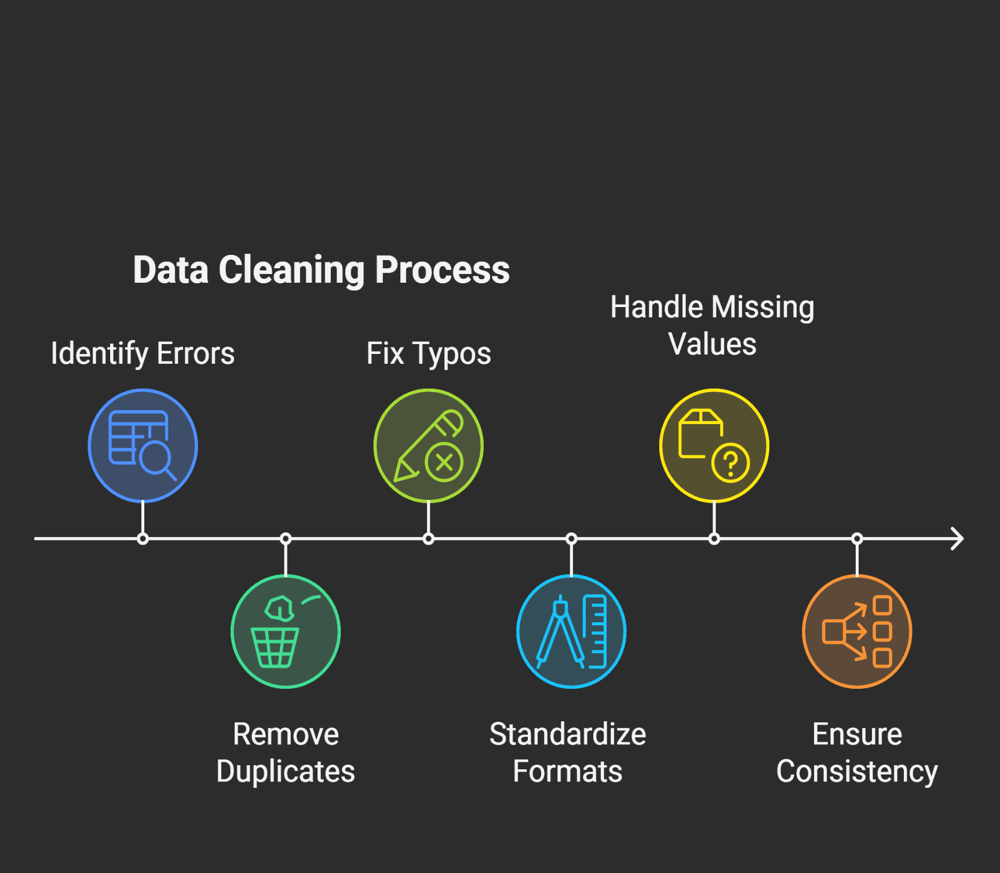 Data Cleaning Process
Identify Errors
Remove
Duplicates
Fix Typos
Standardize
Formats
Handle Missing
Values
Ensure
Consistency